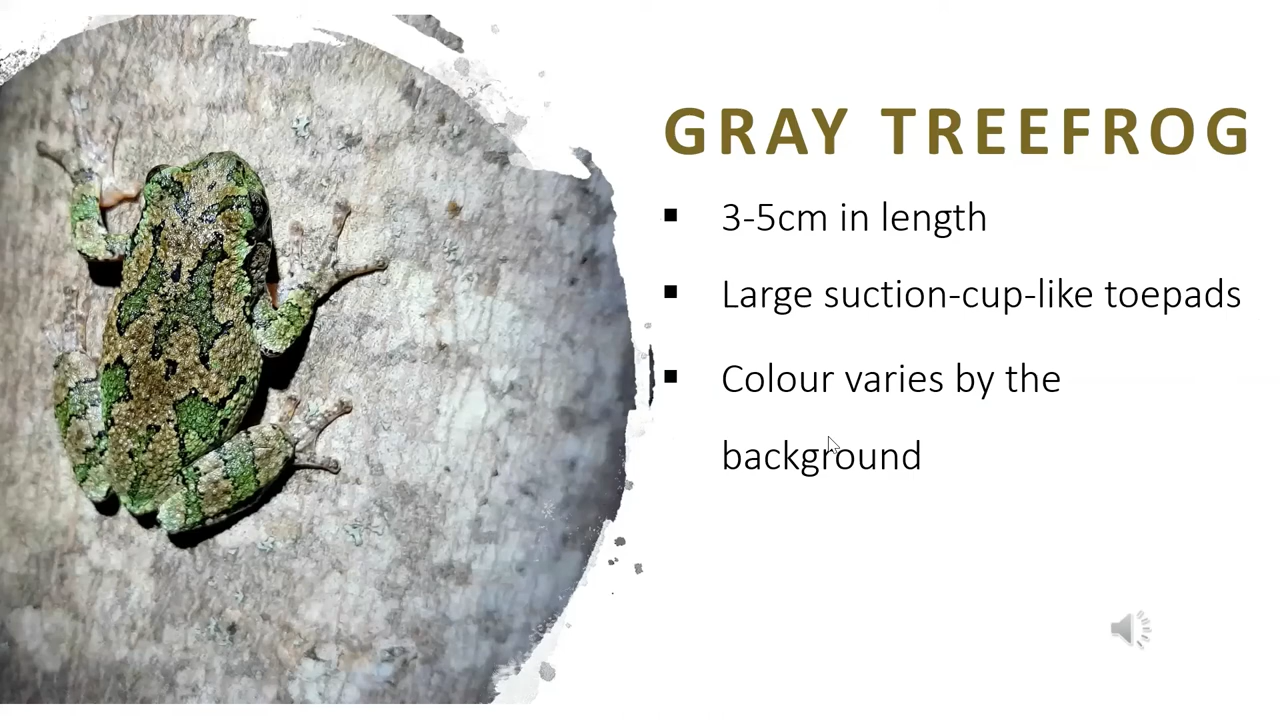 GRAY TREEFROG
▪ 3-5cm in length
▪ Large suction-cup-like toepads
▪ Colour varies by the
background